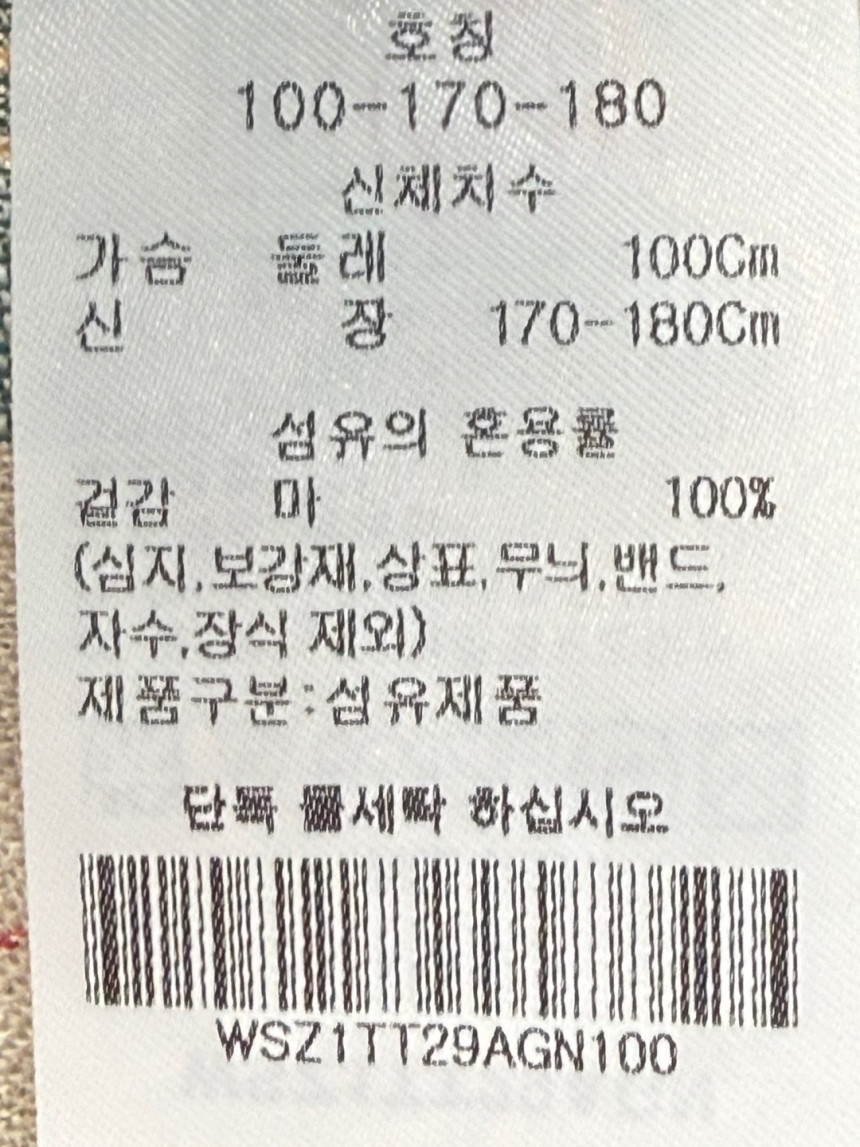 호칭
100-170-180
신체치수
가슴 둘레 100Cm
신 장 170-180Cm
섬유의 혼용률
겉감 마 100%
(심지,보강재,상표,무늬,밴드,
자수,장식 제외)
제품구분:섬유제품
단독 물세탁 하십시오
WSZ1TT29AGN100